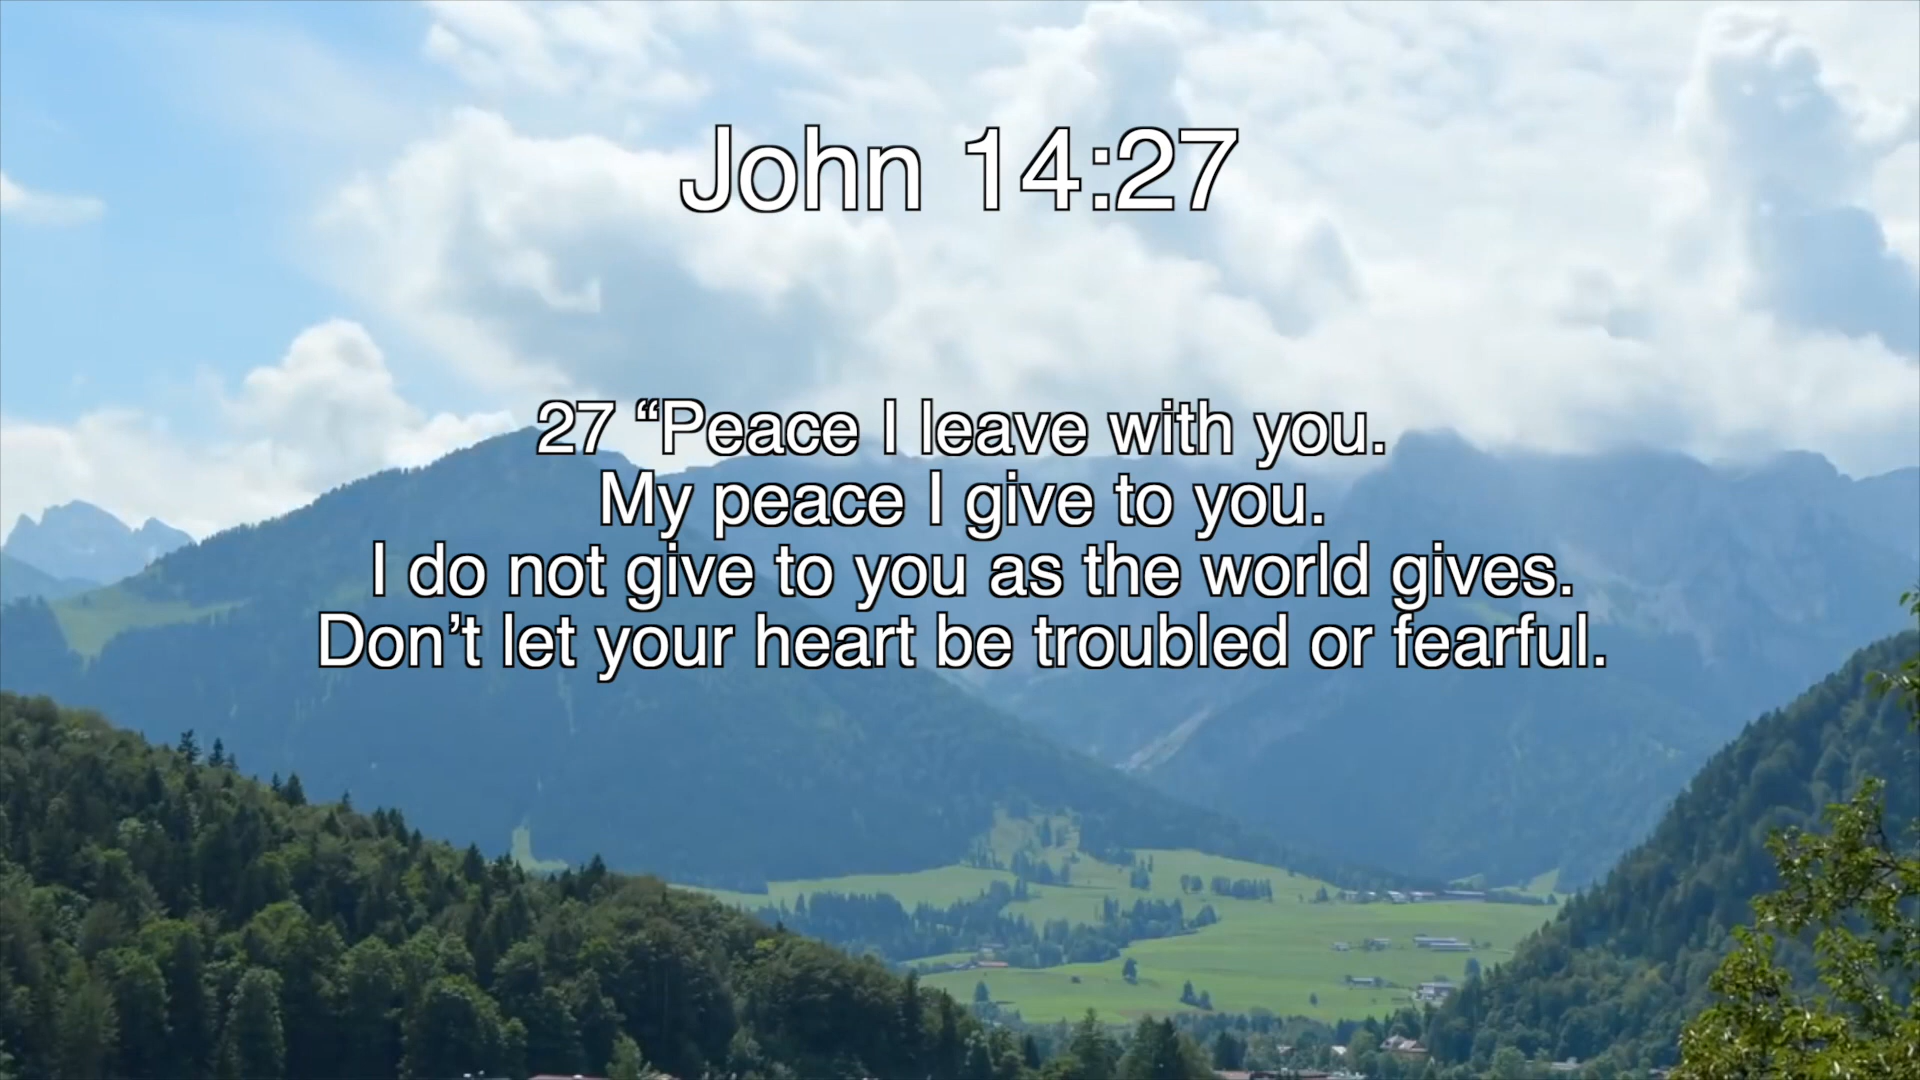 John 14:27
27 “Peace I leave with you.
My peace I give to you.
I do not give to you as the world gives.
Don’t let your heart be troubled or fearful.